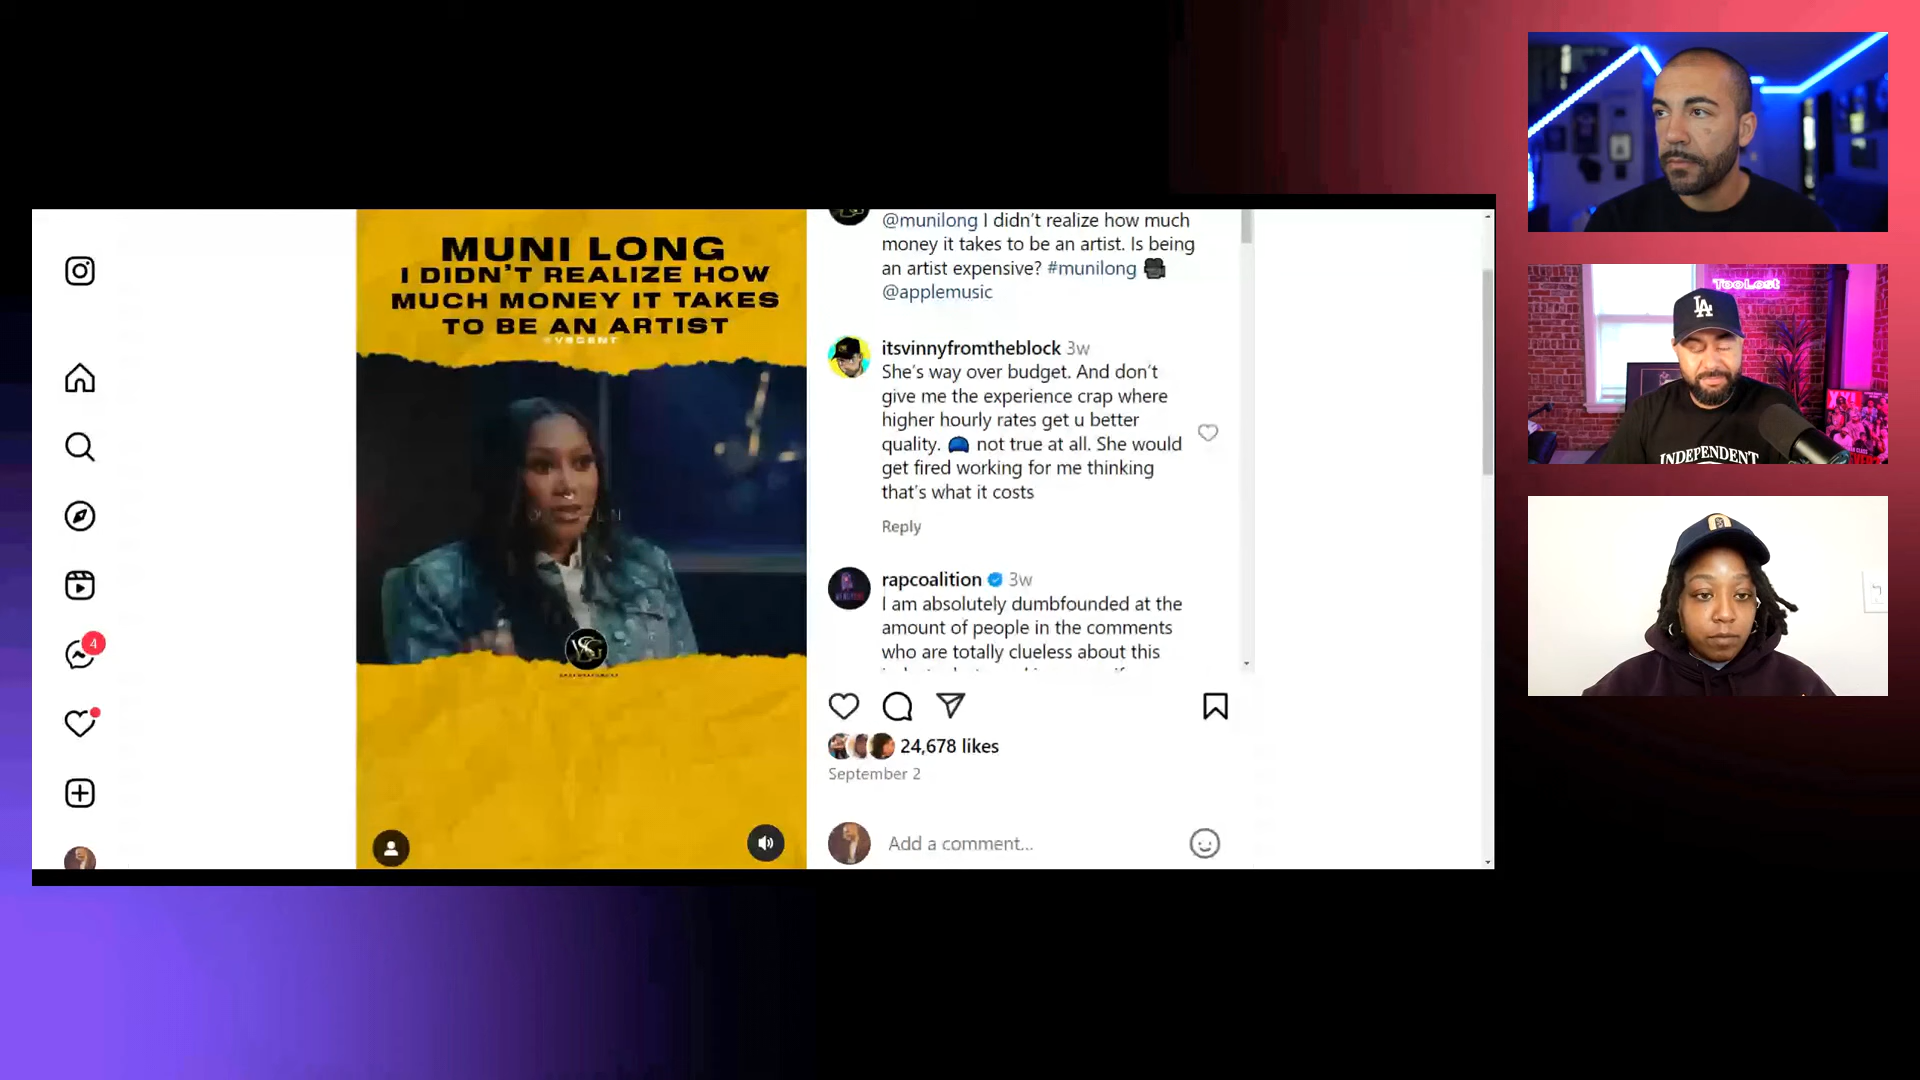 MUNI LONG
I DIDN'T REALIZE HOW
MUCH MONEY IT TAKES
TO BE AN ARTIST
@VSGENT
@munilong I didn't realize how much
money it takes to be an artist. Is being
an artist expensive? #munilong
@applemusic
itsvinnyfromtheblock 3w
She's way over budget. And don't
give me the experience crap where
higher hourly rates get u better
quality. not true at all. She would
get fired working for me thinking
that's what it costs
Reply
rapcoalition 3w
I am absolutely dumbfounded at the
amount of people in the comments
who are totally clueless about this
24,678 likes
September 2
Add a comment...
4
VSG
TooLost
LA
INDEPENDENT